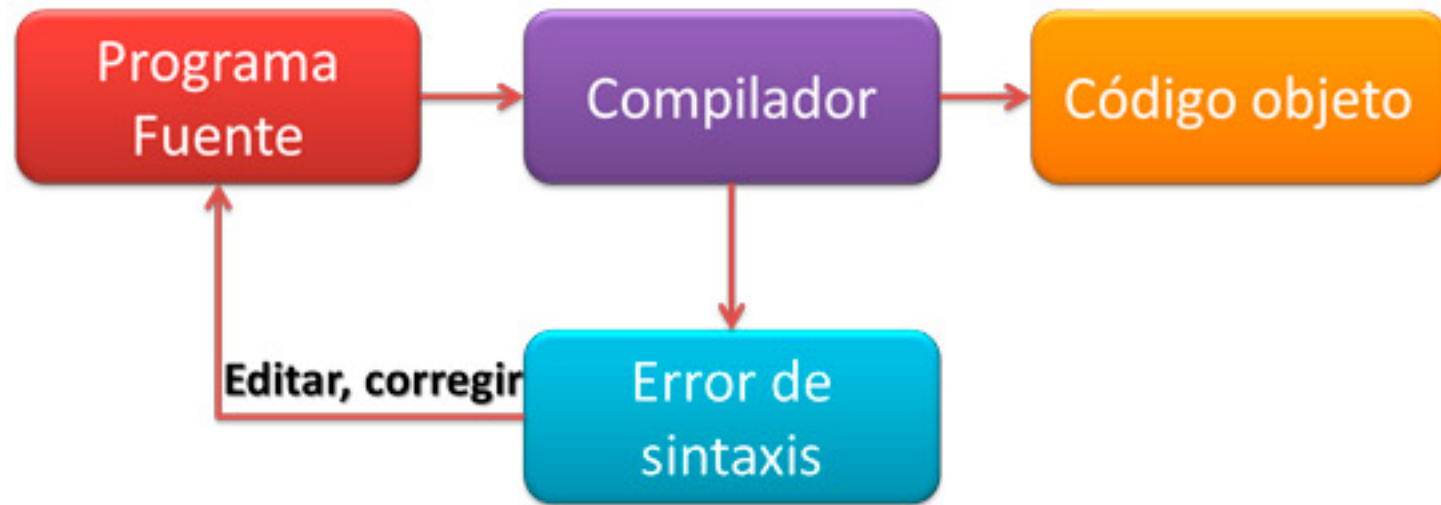 Programa
Fuente
Compilador
Código objeto
Editar, corregir
Error de
sintaxis